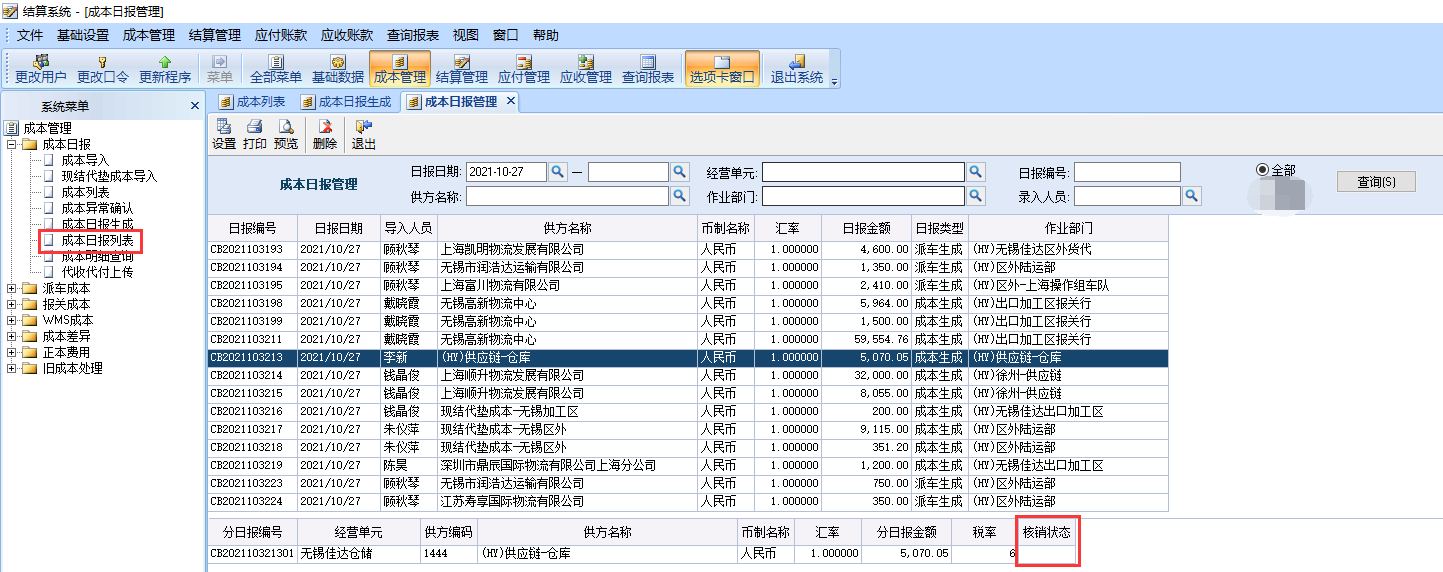 结算系统 - [成本日报管理]
文件 基础设置 成本管理 结算管理 应付账款 应收账款 查询报表 视图 窗口 帮助
更改用户 更改口令 更新程序 菜单 全部菜单 基础数据 成本管理 结算管理 应付管理 应收管理 查询报表 选项卡窗口 退出系统
系统菜单 ×
成本管理
成本日报
成本导入
现结代垫成本导入
成本列表
成本异常确认
成本日报生成
成本日报列表
成本明细查询
代收代付上传
派车成本
报关成本
WMS成本
成本差异
正本费用
旧成本处理
成本列表 成本日报生成 成本日报管理 ×
设置 打印 预览 删除 退出
成本日报管理
日报日期: 2021-10-27 — 经营单元: 日报编号: 全部
供方名称: 作业部门: 录入人员: 查询(S)
日报编号 日报日期 导入人员 供方名称 币制名称 汇率 日报金额 日报类型 作业部门
CB2021103193 2021/10/27 顾秋琴 上海凯明物流发展有限公司 人民币 1.000000 4,600.00 派车生成 (HY)无锡佳达区外货代
CB2021103194 2021/10/27 顾秋琴 无锡市润浩达运输有限公司 人民币 1.000000 1,350.00 派车生成 (HY)区外陆运部
CB2021103195 2021/10/27 顾秋琴 上海富川物流有限公司 人民币 1.000000 2,410.00 派车生成 (HY)区外-上海操作组车队
CB2021103198 2021/10/27 戴晓霞 无锡高新物流中心 人民币 1.000000 5,964.00 成本生成 (HY)出口加工区报关行
CB2021103199 2021/10/27 戴晓霞 无锡高新物流中心 人民币 1.000000 1,500.00 成本生成 (HY)出口加工区报关行
CB2021103211 2021/10/27 戴晓霞 无锡高新物流中心 人民币 1.000000 59,554.76 成本生成 (HY)出口加工区报关行
CB2021103213 2021/10/27 李新 (HY)供应链-仓库 人民币 1.000000 5,070.05 成本生成 (HY)供应链-仓库
CB2021103214 2021/10/27 钱晶俊 上海顺升物流发展有限公司 人民币 1.000000 32,000.00 成本生成 (HY)徐州-供应链
CB2021103215 2021/10/27 钱晶俊 上海顺升物流发展有限公司 人民币 1.000000 8,055.00 成本生成 (HY)徐州-供应链
CB2021103216 2021/10/27 钱晶俊 现结代垫成本-无锡加工区 人民币 1.000000 200.00 成本生成 (HY)无锡佳达出口加工区
CB2021103217 2021/10/27 朱仪萍 现结代垫成本-无锡区外 人民币 1.000000 9,115.00 成本生成 (HY)区外陆运部
CB2021103218 2021/10/27 朱仪萍 现结代垫成本-无锡区外 人民币 1.000000 351.20 成本生成 (HY)区外陆运部
CB2021103219 2021/10/27 陈昊 深圳市鼎辰国际物流有限公司上海分公司 人民币 1.000000 1,200.00 成本生成 (HY)无锡佳达出口加工区
CB2021103223 2021/10/27 顾秋琴 无锡市润浩达运输有限公司 人民币 1.000000 750.00 派车生成 (HY)区外陆运部
CB2021103224 2021/10/27 顾秋琴 江苏寿享国际物流有限公司 人民币 1.000000 350.00 派车生成 (HY)区外陆运部
分日报编号 经营单元 供方编码 供方名称 币制名称 汇率 分日报金额 税率 核销状态
CB202110321301 无锡佳达仓储 1444 (HY)供应链-仓库 人民币 1.000000 5,070.05 6